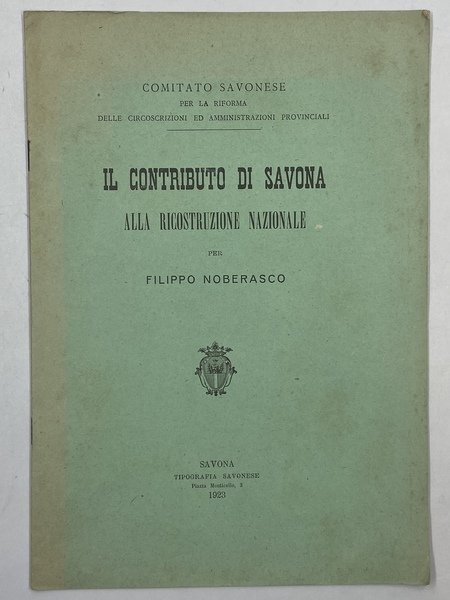 COMITATO SAVONESE
PER LA RIFORMA
DELLE CIRCOSCRIZIONI ED AMMINISTRAZIONI PROVINCIALI
IL CONTRIBUTO DI SAVONA
ALLA RICOSTRUZIONE NAZIONALE
PER
FILIPPO NOBERASCO
SAVONA
TIPOGRAFIA SAVONESE
Piazza Monticello, 3
1923